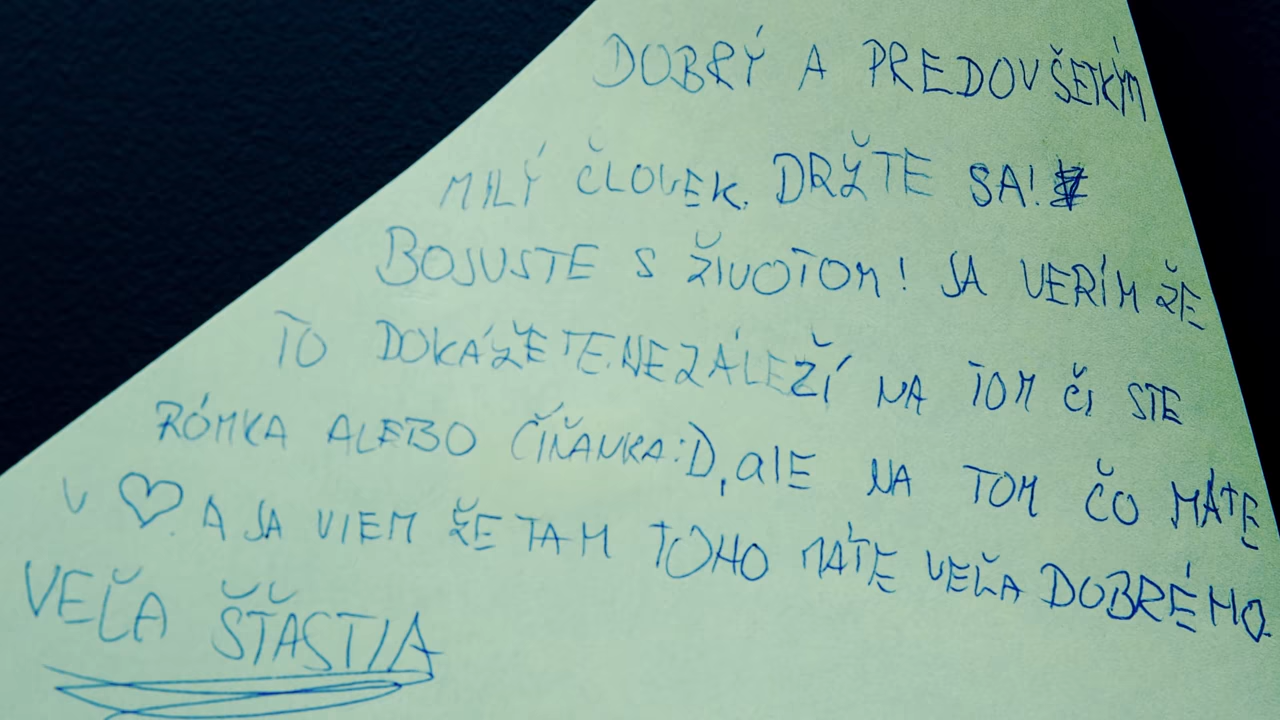 DOBRÝ A PREDOVŠETKÝM
MILÝ ČLOVEK. DRŽTE SA!
BOJUJTE S ŽIVOTOM! JA VERÍM ŽE
TO DOKÁŽETE. NEZÁLEŽÍ NA TOM ČI STE
RÓMKA ALEBO ČÍŇANKA :D, alE NA TOM ČO MÁTE
V ♡. A JA VIEM ŽE TAM TOHO MÁTE VEĽA DOBRÉHO.
VEĽA ŠŤASTIA